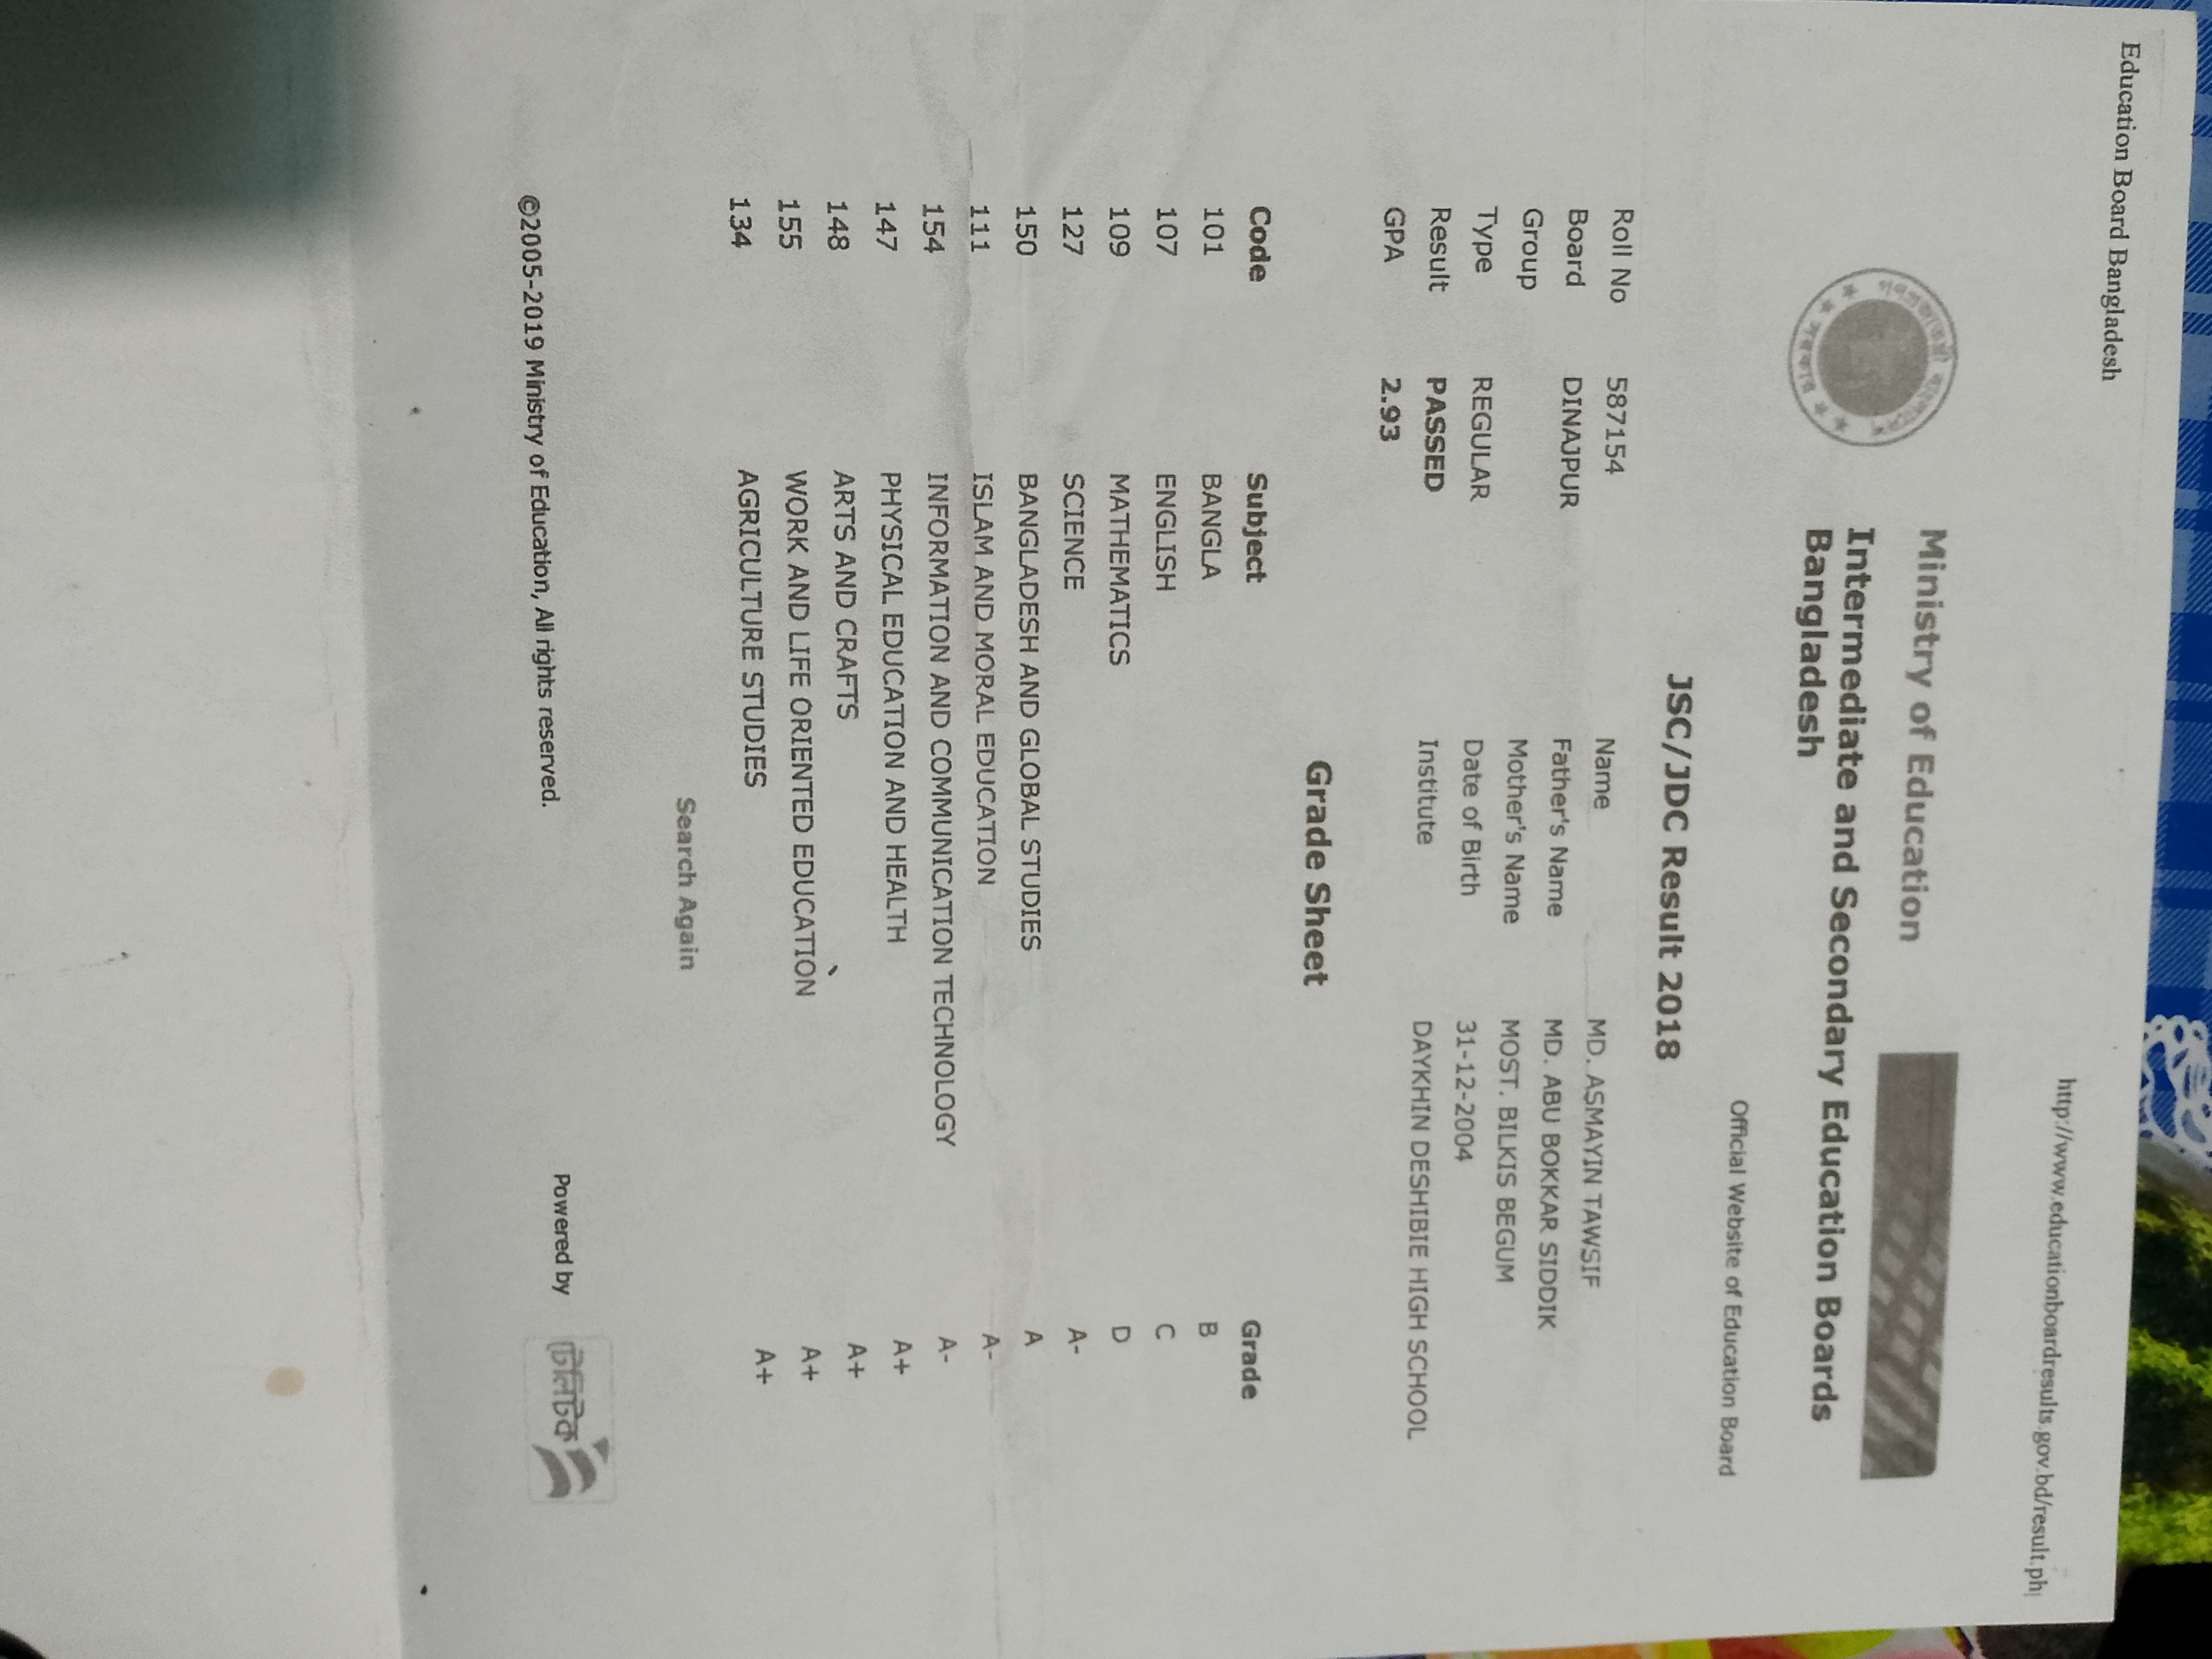 Education Board Bangladesh http://www.educationboardresults.gov.bd/result.ph
Ministry of Education
Intermediate and Secondary Education Boards
Bangladesh
Official Website of Education Board
JSC/JDC Result 2018
Roll No 587154 Name MD. ASMAYIN TAWSIF
Board DINAJPUR Father's Name MD. ABU BOKKAR SIDDIK
Group Mother's Name MOST. BILKIS BEGUM
Type REGULAR Date of Birth 31-12-2004
Result PASSED Institute DAYKHIN DESHIBIE HIGH SCHOOL
GPA 2.93
Grade Sheet
Code Subject Grade
101 BANGLA B
107 ENGLISH C
109 MATHEMATICS D
127 SCIENCE A-
150 BANGLADESH AND GLOBAL STUDIES A
111 ISLAM AND MORAL EDUCATION A-
154 INFORMATION AND COMMUNICATION TECHNOLOGY A-
147 PHYSICAL EDUCATION AND HEALTH A+
148 ARTS AND CRAFTS A+
155 WORK AND LIFE ORIENTED EDUCATION A+
134 AGRICULTURE STUDIES A+
Search Again
©2005-2019 Ministry of Education, All rights reserved. Powered by টেলিটক